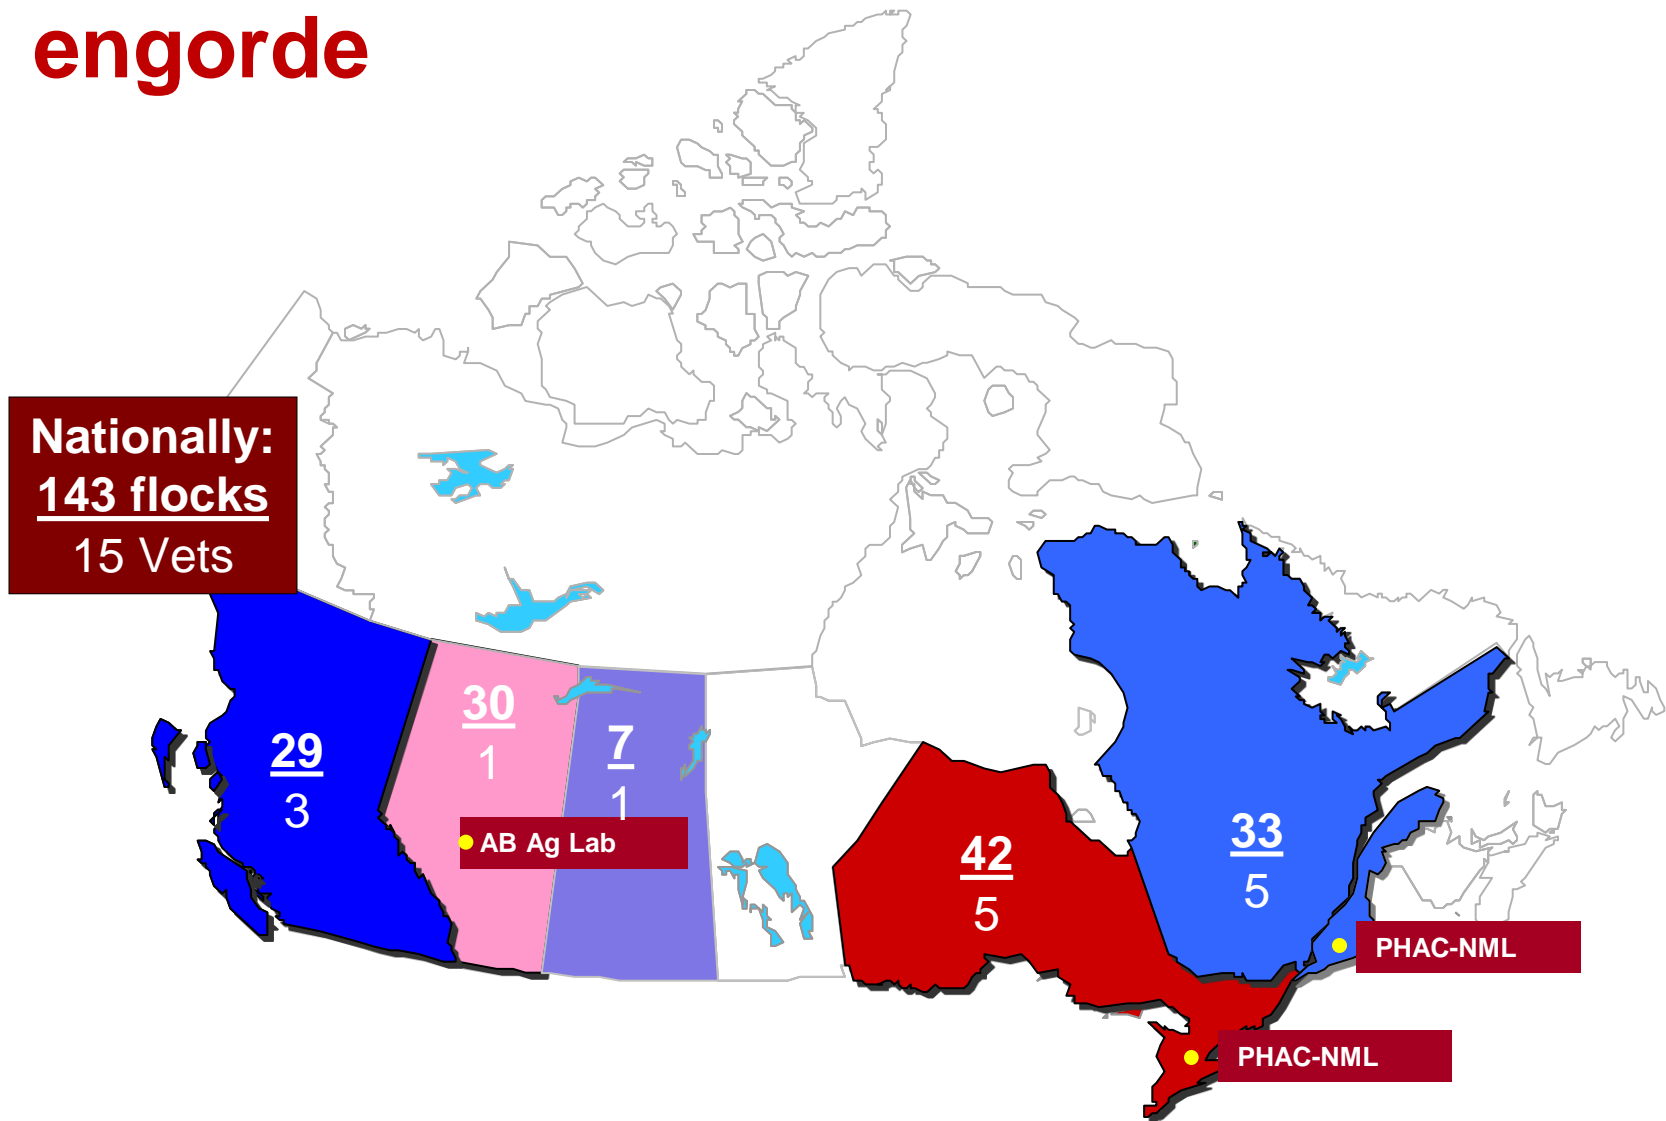 engorde
Nationally:
143 flocks
15 Vets
29
3
30
1
7
1
AB Ag Lab
42
5
33
5
PHAC-NML
PHAC-NML